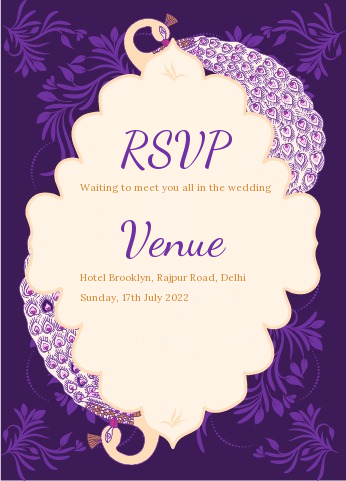 RSVP
Waiting to meet you all in the wedding
Venue
Hotel Brooklyn, Rajpur Road, Delhi
Sunday, 17th July 2022